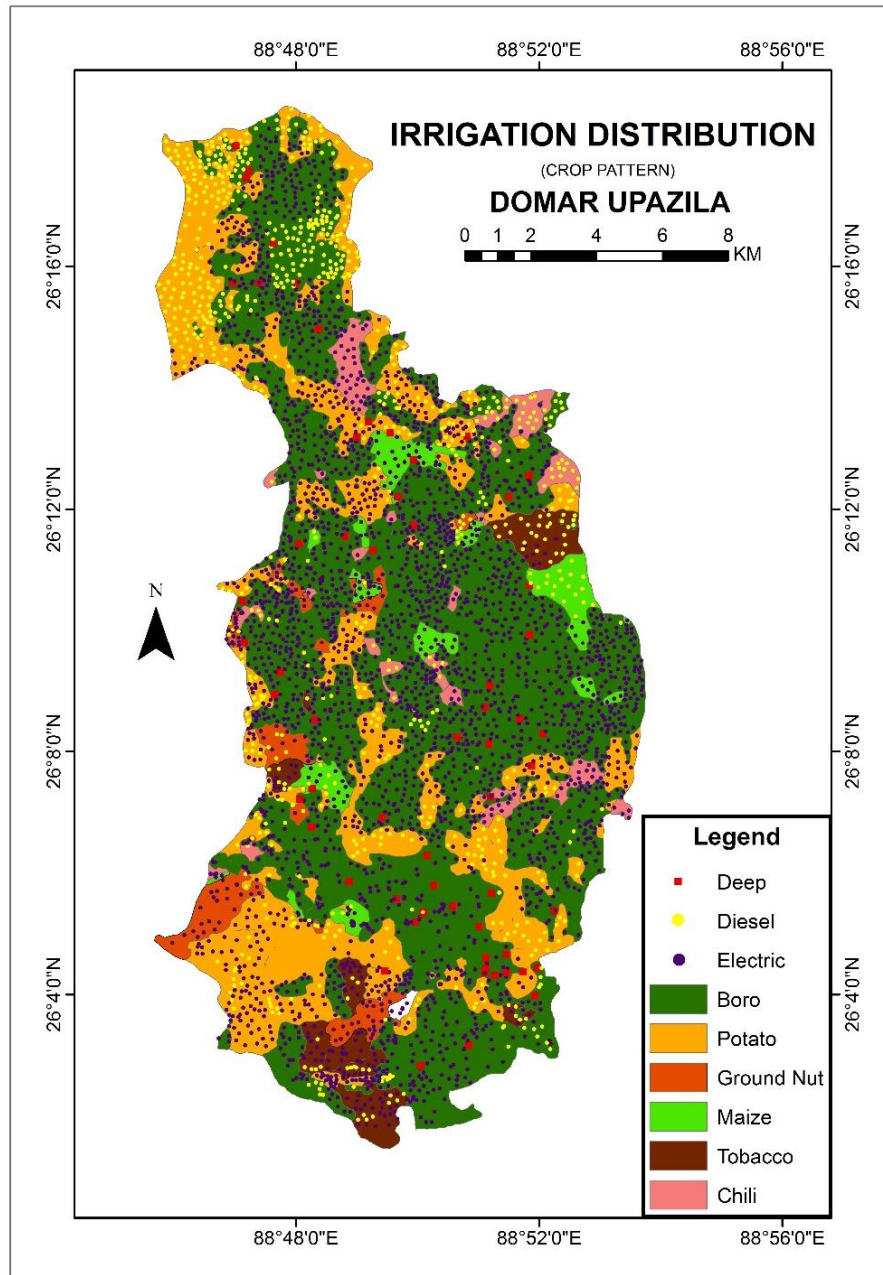 88°48'0"E 88°52'0"E 88°56'0"E
IRRIGATION DISTRIBUTION
(CROP PATTERN)
DOMAR UPAZILA
0 1 2 4 6 8
KM
26°16'0"N 26°16'0"N
26°12'0"N 26°12'0"N
N
26°8'0"N 26°8'0"N
26°4'0"N 26°4'0"N
Legend
Deep
Diesel
Electric
Boro
Potato
Ground Nut
Maize
Tobacco
Chili
88°48'0"E 88°52'0"E 88°56'0"E